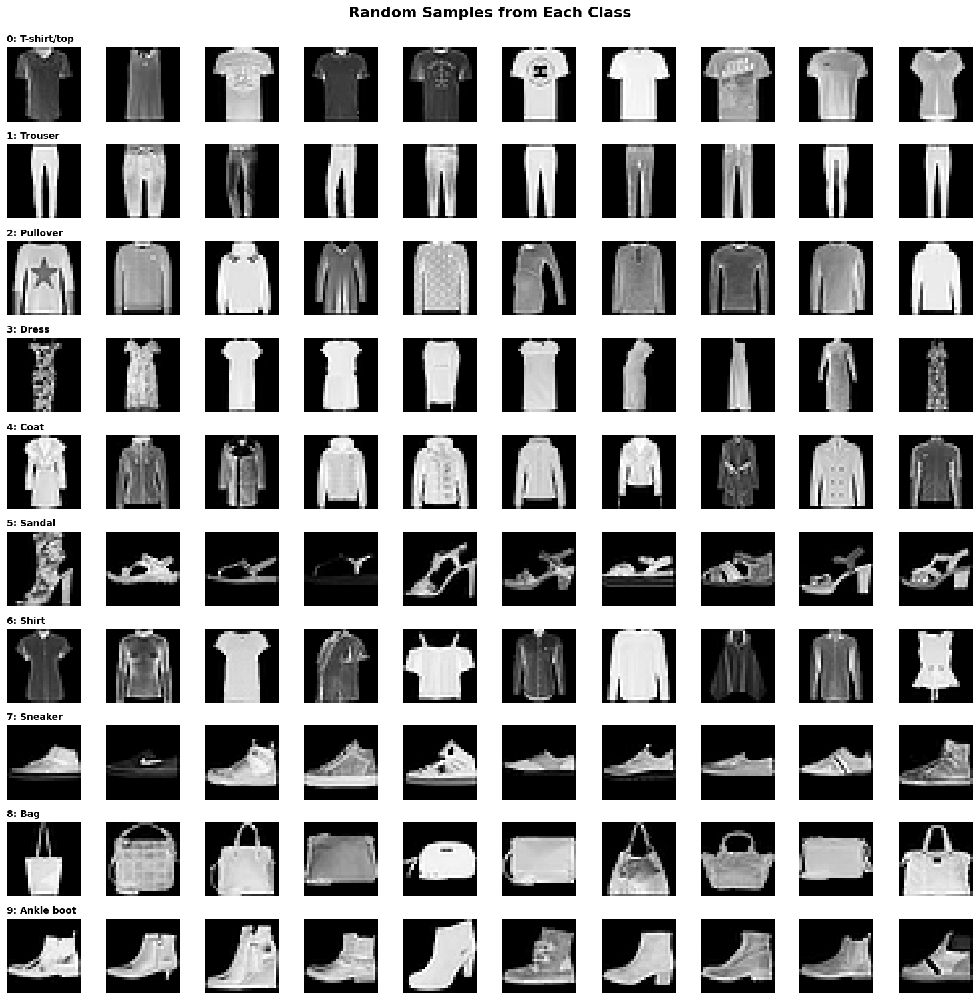 Random Samples from Each Class
0: T-shirt/top
1: Trouser
2: Pullover
3: Dress
4: Coat
5: Sandal
6: Shirt
7: Sneaker
8: Bag
9: Ankle boot